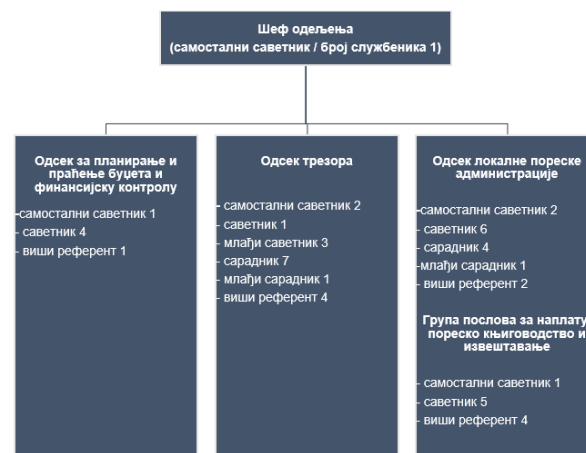 Шеф одељења
(самостални саветник / број службеника 1)
Одсек за планирање и
праћење буџета и
финансијску контролу
-самостални саветник 1
- саветник 4
- виши референт 1
Одсек трезора
- самостални саветник 2
- саветник 1
- млађи саветник 3
- сарадник 7
- млађи сарадник 1
- виши референт 4
Одсек локалне пореске
администрације
-самостални саветник 2
- саветник 6
- сарадник 4
-млађи сарадник 1
- виши референт 2
Група послова за наплату
пореско књиговодство и
извештавање
- самостални саветник 1
- саветник 5
- виши референт 4